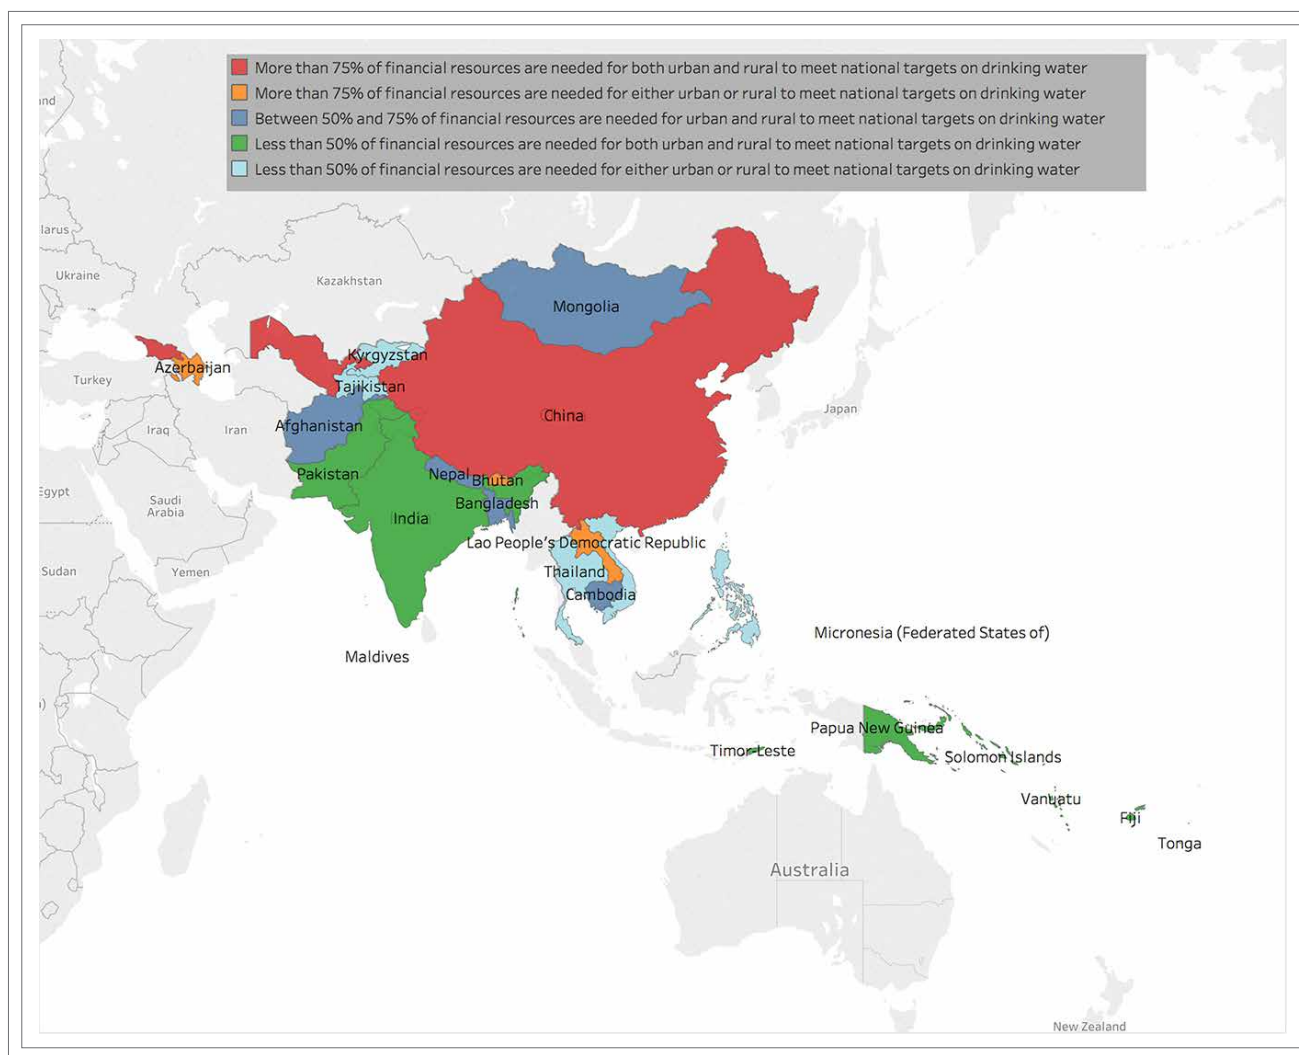 More than 75% of financial resources are needed for both urban and rural to meet national targets on drinking water
More than 75% of financial resources are needed for either urban or rural to meet national targets on drinking water
Between 50% and 75% of financial resources are needed for urban and rural to meet national targets on drinking water
Less than 50% of financial resources are needed for both urban and rural to meet national targets on drinking water
Less than 50% of financial resources are needed for either urban or rural to meet national targets on drinking water
nd
larus
Ukraine
Kazakhstan
Mongolia
Kyrgyzstan
Azerbaijan
Turkey
Tajikistan
China
Japan
Afghanistan
Iraq
Iran
Pakistan
Nepal
Bhutan
Egypt
Saudi
Arabia
Bangladesh
India
Lao People's Democratic Republic
Sudan
Yemen
Thailand
Cambodia
Micronesia (Federated States of)
Maldives
)
Papua New Guinea
Timor-Leste
Solomon Islands
Vanuatu
Fiji
Tonga
Australia
New Zealand